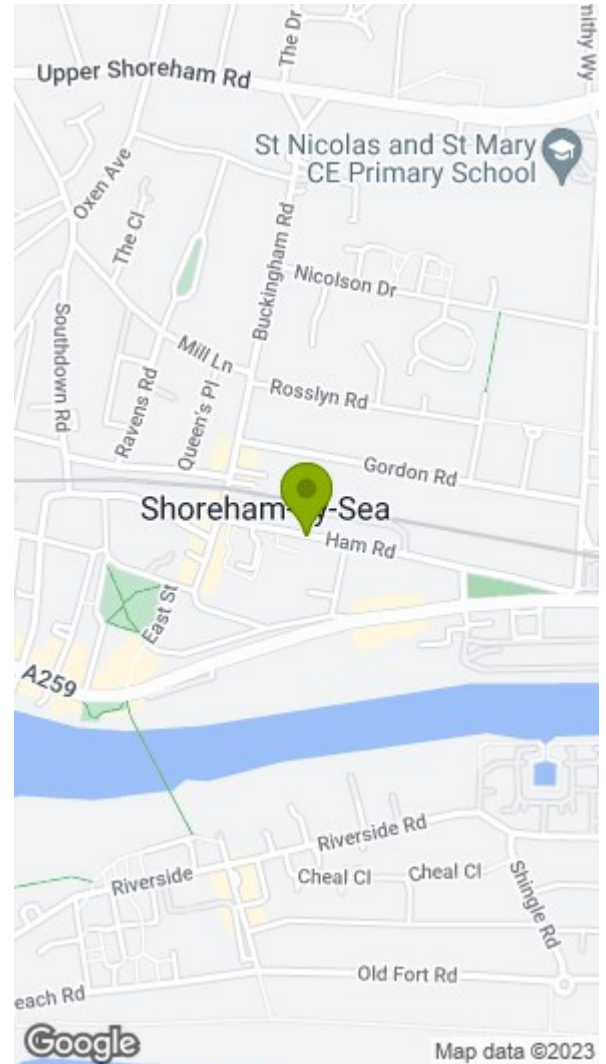 The Dr
mithy Wy
Upper Shoreham Rd
St Nicolas and St Mary
CE Primary School
Oxen Ave
The Cl
Buckingham Rd
Nicolson Dr
Southdown Rd
Mill Ln
Ravens Rd
Queen's Pl
Rosslyn Rd
Gordon Rd
Shoreham-by-Sea
Ham Rd
East St
A259
Riverside Rd
Riverside
Cheal Cl
Cheal Cl
Shingle Rd
Old Fort Rd
each Rd
Google
Map data ©2023